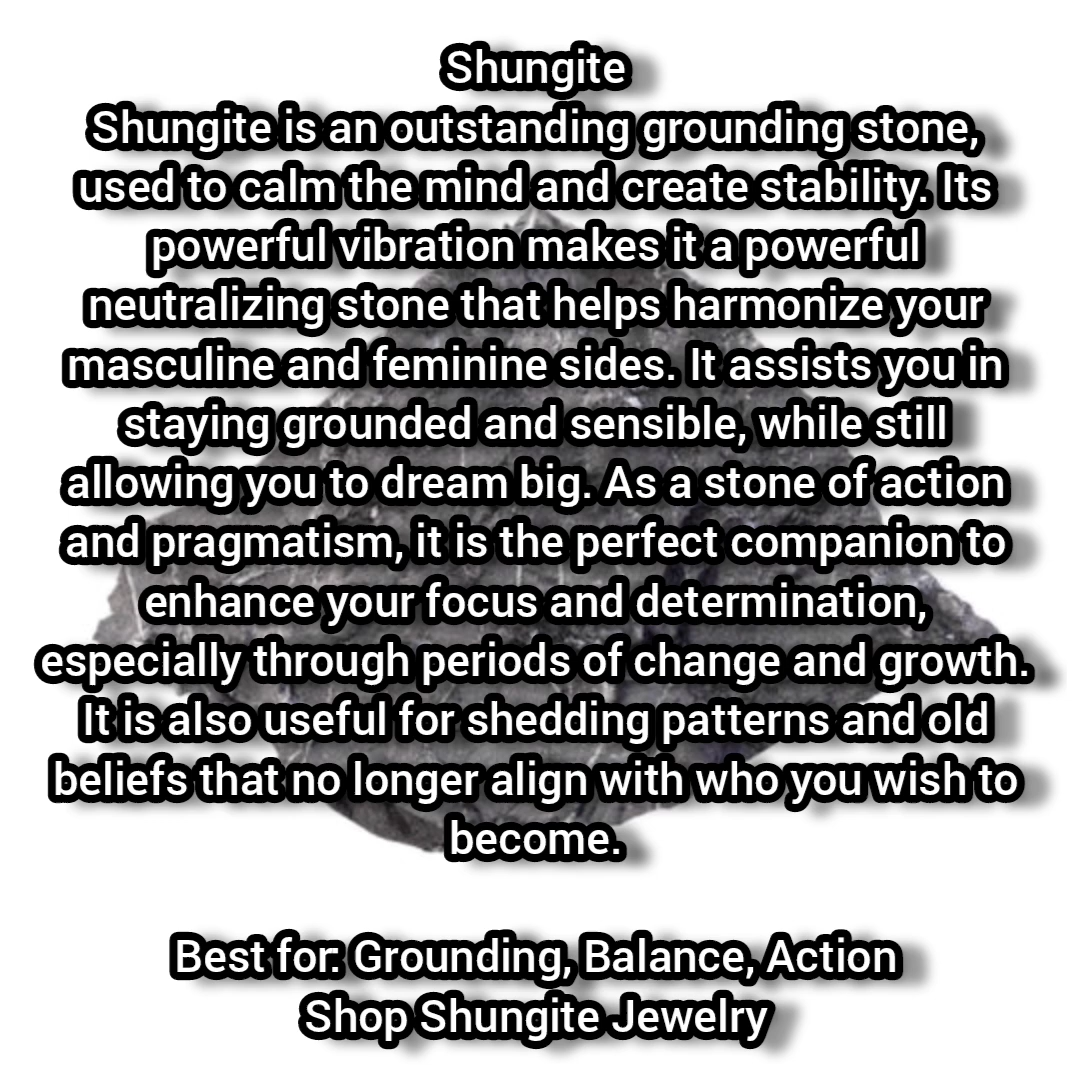 Shungite
Shungite is an outstanding grounding stone,
used to calm the mind and create stability. Its
powerful vibration makes it a powerful
neutralizing stone that helps harmonize your
masculine and feminine sides. It assists you in
staying grounded and sensible, while still
allowing you to dream big. As a stone of action
and pragmatism, it is the perfect companion to
enhance your focus and determination,
especially through periods of change and growth.
It is also useful for shedding patterns and old
beliefs that no longer align with who you wish to
become.
Best for: Grounding, Balance, Action
Shop Shungite Jewelry